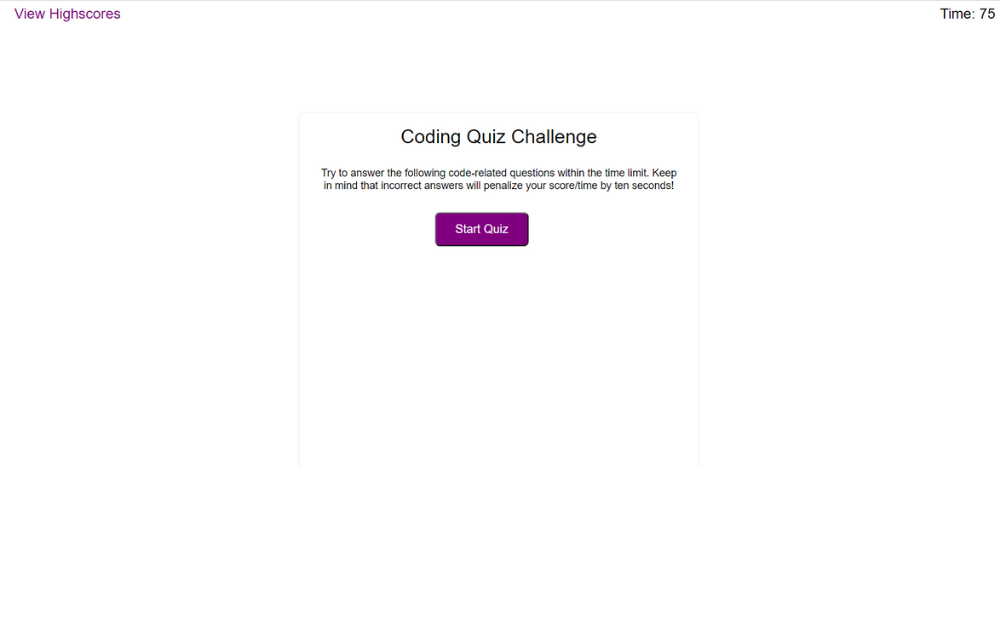 View Highscores
Time: 75
Coding Quiz Challenge
Try to answer the following code-related questions within the time limit. Keep
in mind that incorrect answers will penalize your score/time by ten seconds!
Start Quiz